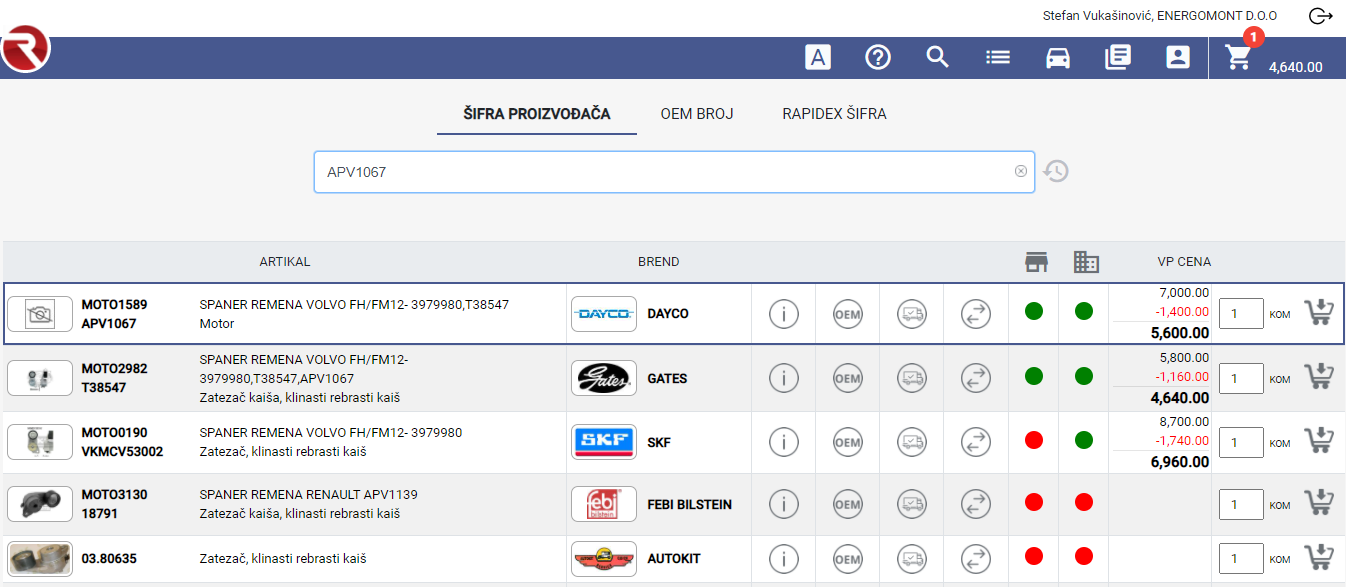 Stefan Vukašinović, ENERGOMONT D.O.O
1
A
4,640.00
ŠIFRA PROIZVOĐAČA OEM BROJ RAPIDEX ŠIFRA
APV1067
ARTIKAL BREND VP CENA
MOTO1589
APV1067
SPANER REMENA VOLVO FH/FM12- 3979980,T38547
Motor
DAYCO DAYCO
i OEM
7,000.00
-1,400.00
5,600.00
1 КОМ
MOTO2982
T38547
SPANER REMENA VOLVO FH/FM12-
3979980,T38547,APV1067
Zatezač kaiša, klinasti rebrasti kaiš
Gates GATES
i OEM
5,800.00
-1,160.00
4,640.00
1 КОМ
MOTO0190
VKMCV53002
SPANER REMENA VOLVO FH/FM12- 3979980
Zatezač, klinasti rebrasti kaiš
SKF SKF
i OEM
8,700.00
-1,740.00
6,960.00
1 КОМ
MOTO3130
18791
SPANER REMENA RENAULT APV1139
Zatezač kaiša, klinasti rebrasti kaiš
febi
bilstein
FEBI BILSTEIN
i OEM
1 КОМ
03.80635
Zatezač, klinasti rebrasti kaiš
AUTOKIT
i OEM
1 КОМ